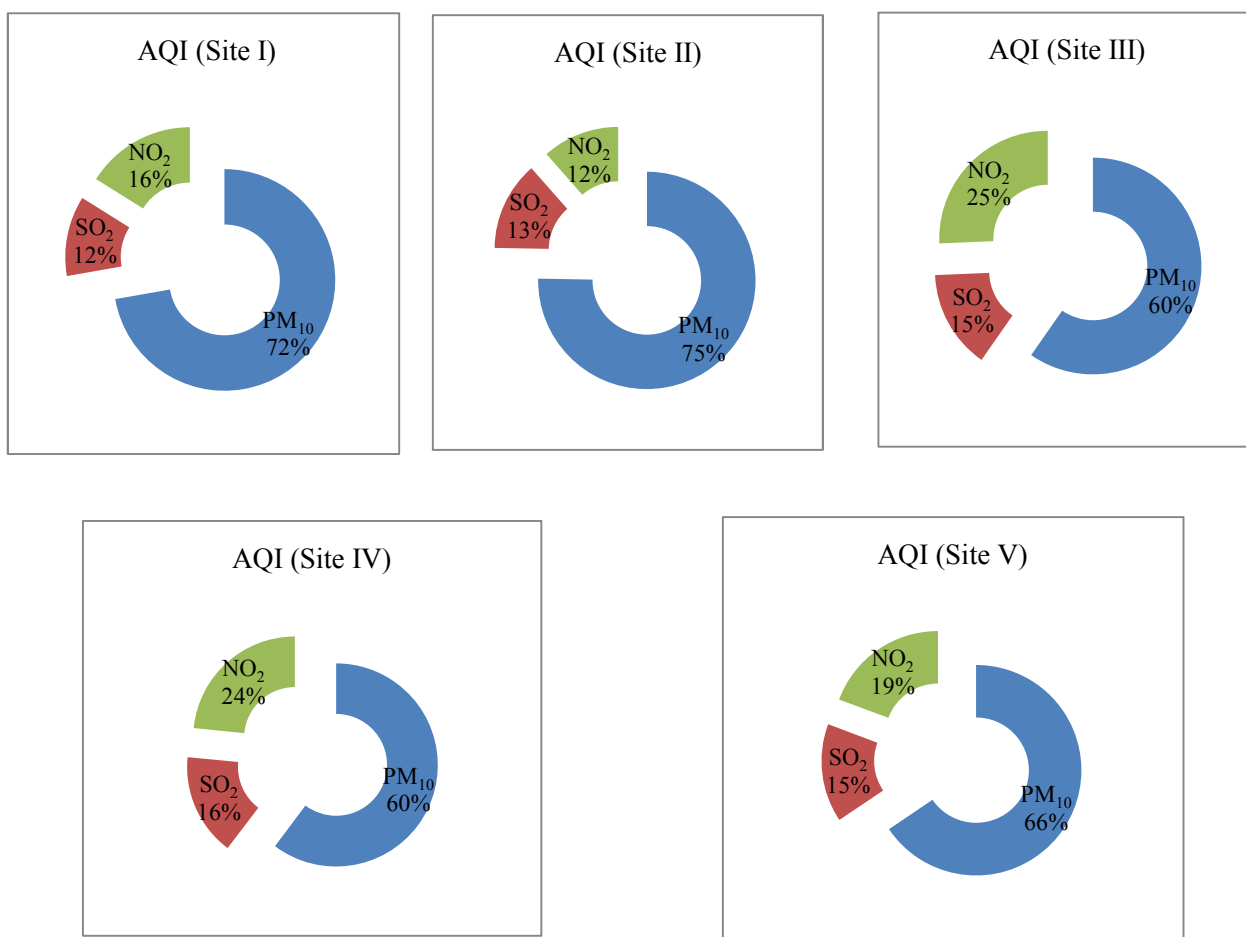 AQI (Site I)
NO₂
16%
SO₂
12%
PM₁₀
72%
AQI (Site II)
NO₂
12%
SO₂
13%
PM₁₀
75%
AQI (Site III)
NO₂
25%
SO₂
15%
PM₁₀
60%
AQI (Site IV)
NO₂
24%
SO₂
16%
PM₁₀
60%
AQI (Site V)
NO₂
19%
SO₂
15%
PM₁₀
66%